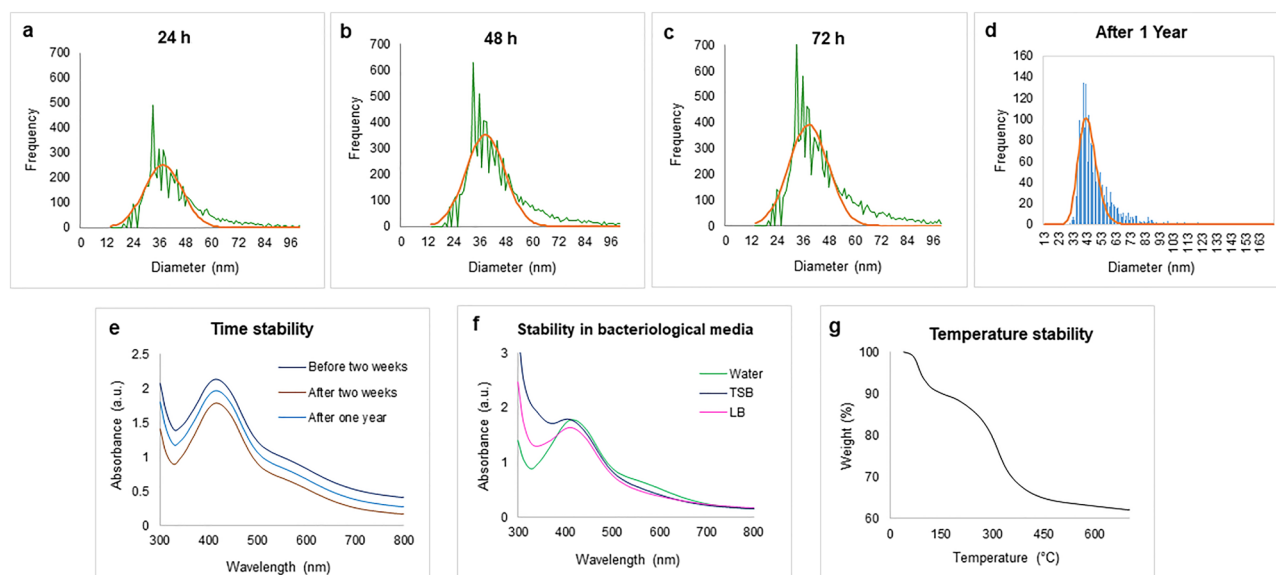 a
24 h
700
600
500
400
300
200
100
0
0 12 24 36 48 60 72 84 96
Frequency
Diameter (nm)
b
48 h
700
600
500
400
300
200
100
0
0 12 24 36 48 60 72 84 96
Frequency
Diameter (nm)
c
72 h
700
600
500
400
300
200
100
0
0 12 24 36 48 60 72 84 96
Frequency
Diameter (nm)
d
After 1 Year
160
140
120
100
80
60
40
20
0
13 23 33 43 53 63 73 83 93 103 113 123 133 143 153 163
Frequency
Diameter (nm)
e
Time stability
2.5
2
1.5
1
0.5
0
300 400 500 600 700 800
Absorbance (a.u.)
Wavelength (nm)
Before two weeks
After two weeks
After one year
f
Stability in bacteriological media
3
2
1
0
300 400 500 600 700 800
Absorbance (a.u.)
Wavelength (nm)
Water
TSB
LB
g
Temperature stability
100
90
80
70
60
0 150 300 450 600
Weight (%)
Temperature (°C)